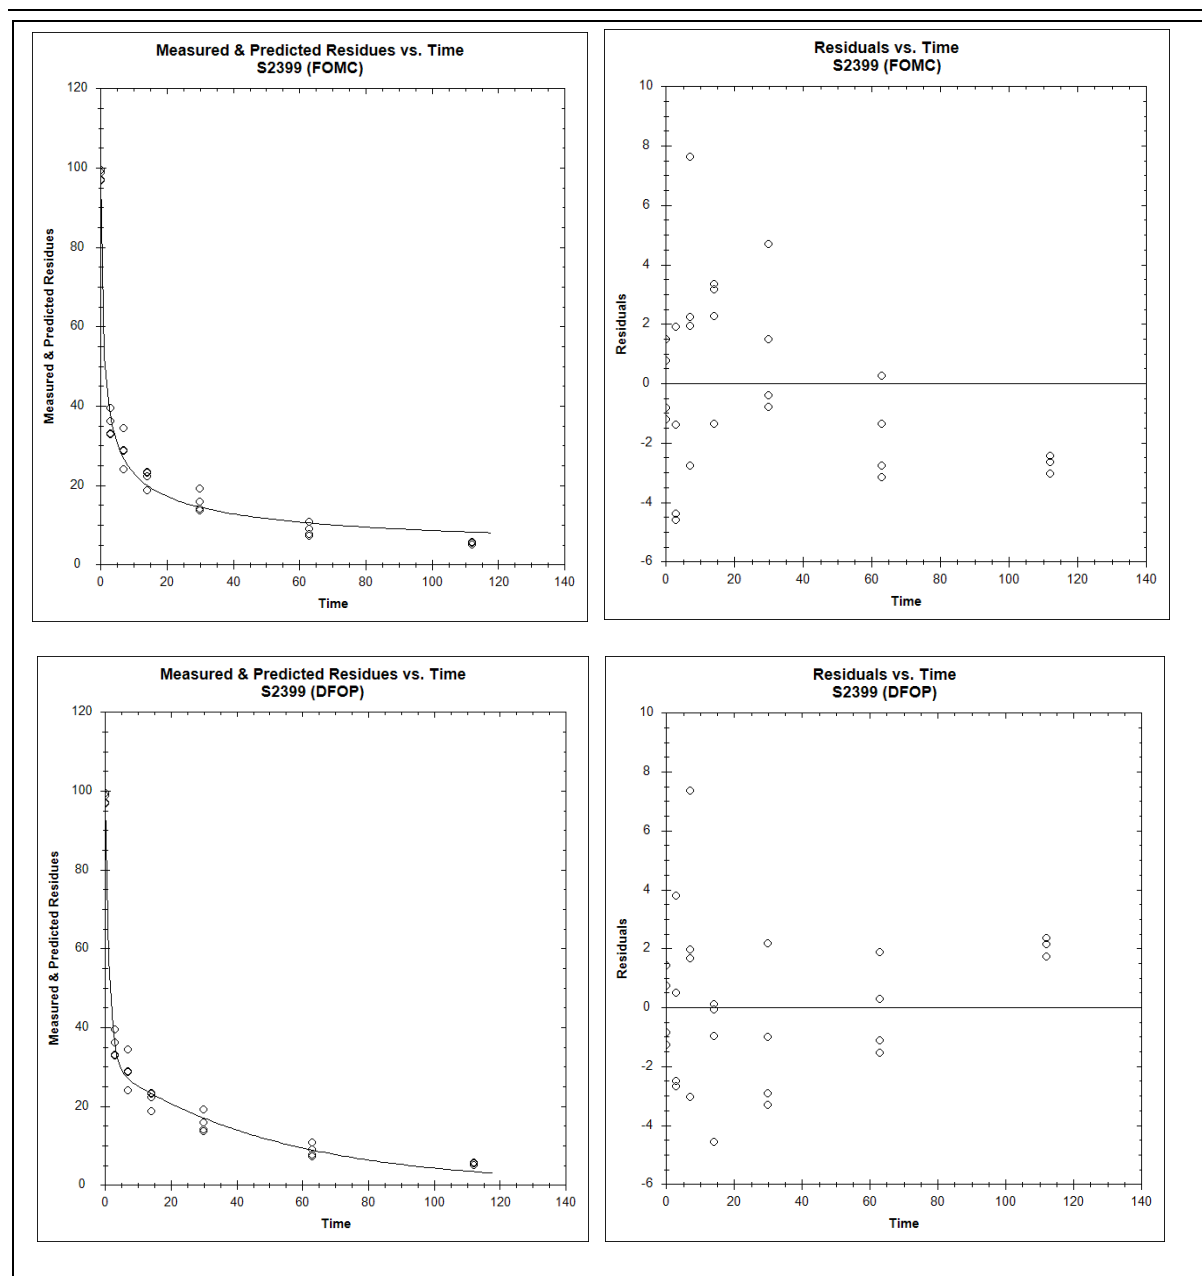 Measured & Predicted Residues vs. Time
S2399 (FOMC)
Measured & Predicted Residues
120
100
80
60
40
20
0
0 20 40 60 80 100 120 140
Time
Residuals vs. Time
S2399 (FOMC)
Residuals
10
8
6
4
2
0
-2
-4
-6
0 20 40 60 80 100 120 140
Time
Measured & Predicted Residues vs. Time
S2399 (DFOP)
Measured & Predicted Residues
120
100
80
60
40
20
0
0 20 40 60 80 100 120 140
Time
Residuals vs. Time
S2399 (DFOP)
Residuals
10
8
6
4
2
0
-2
-4
-6
0 20 40 60 80 100 120 140
Time